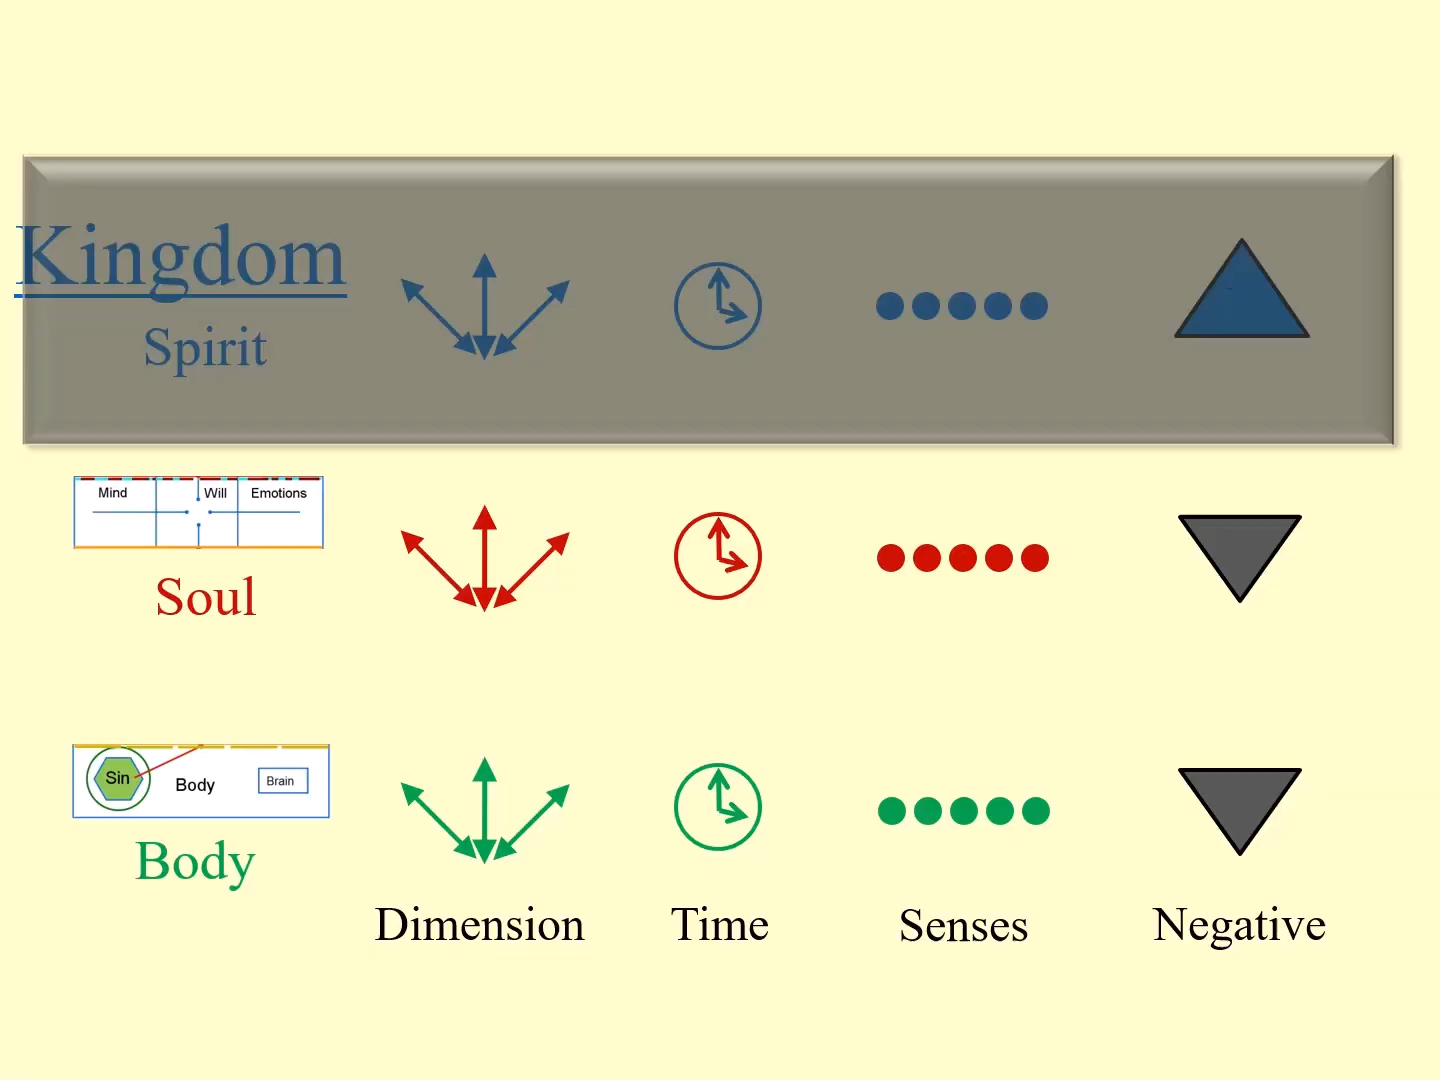 Kingdom
Spirit
Mind Will Emotions
Soul
Sin Body Brain
Body
Dimension Time Senses Negative